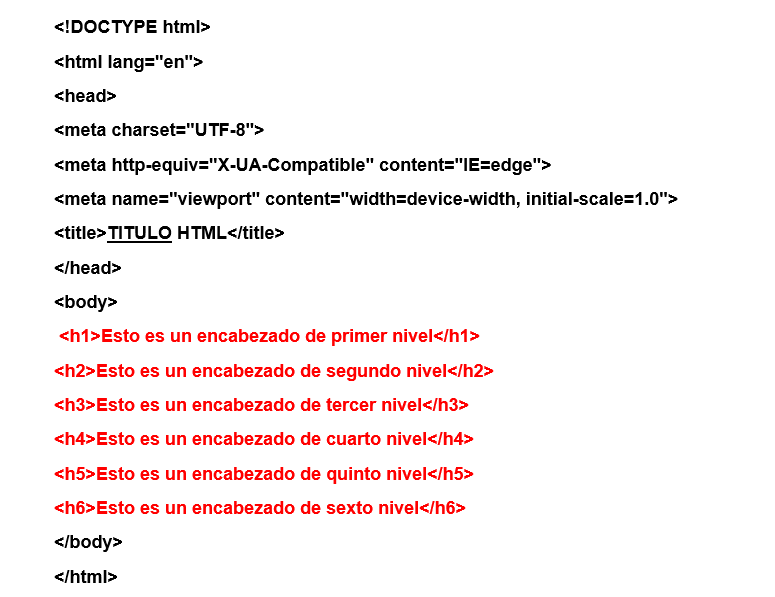 <!DOCTYPE html>
<html lang="en">
<head>
<meta charset="UTF-8">
<meta http-equiv="X-UA-Compatible" content="IE=edge">
<meta name="viewport" content="width=device-width, initial-scale=1.0">
<title>TITULO HTML</title>
</head>
<body>
<h1>Esto es un encabezado de primer nivel</h1>
<h2>Esto es un encabezado de segundo nivel</h2>
<h3>Esto es un encabezado de tercer nivel</h3>
<h4>Esto es un encabezado de cuarto nivel</h4>
<h5>Esto es un encabezado de quinto nivel</h5>
<h6>Esto es un encabezado de sexto nivel</h6>
</body>
</html>